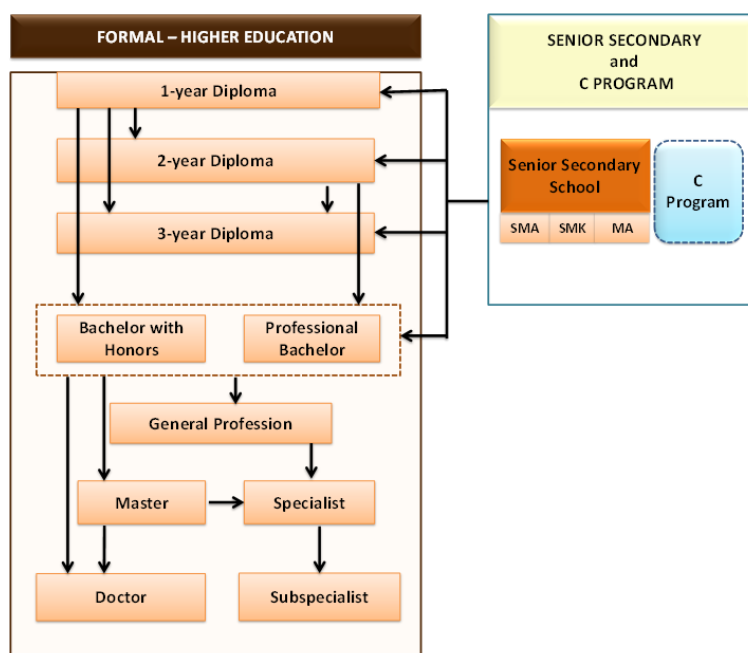 FORMAL – HIGHER EDUCATION
1-year Diploma
2-year Diploma
3-year Diploma
Bachelor with
Honors
Professional
Bachelor
General Profession
Master
Specialist
Doctor
Subspecialist
SENIOR SECONDARY
and
C PROGRAM
Senior Secondary
School
SMA
SMK
MA
C
Program